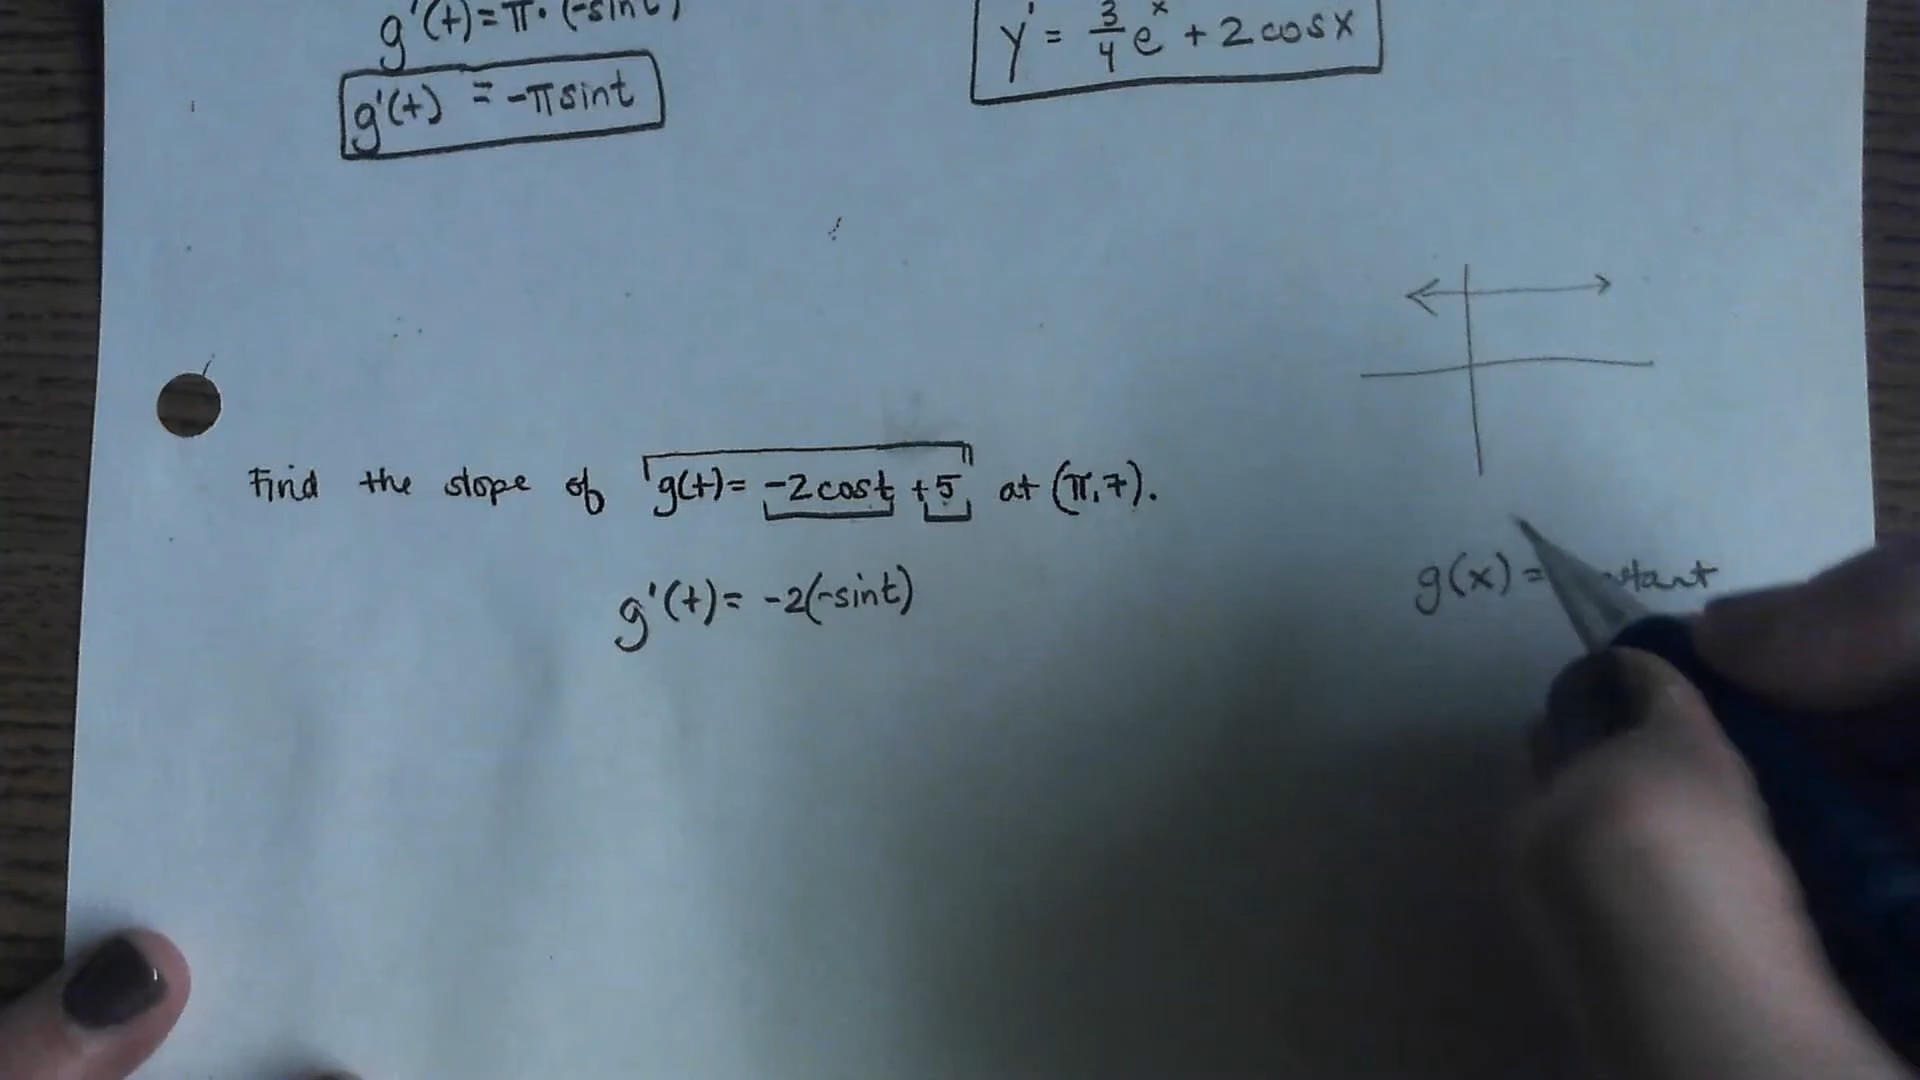 g'(t) = π · (-sint)
g'(t) = -πsint
y' = 3/4 e^x + 2cosx
Find the slope of g(t) = -2cost + 5 at (π, 7).
g'(t) = -2(-sint)
g(x) =